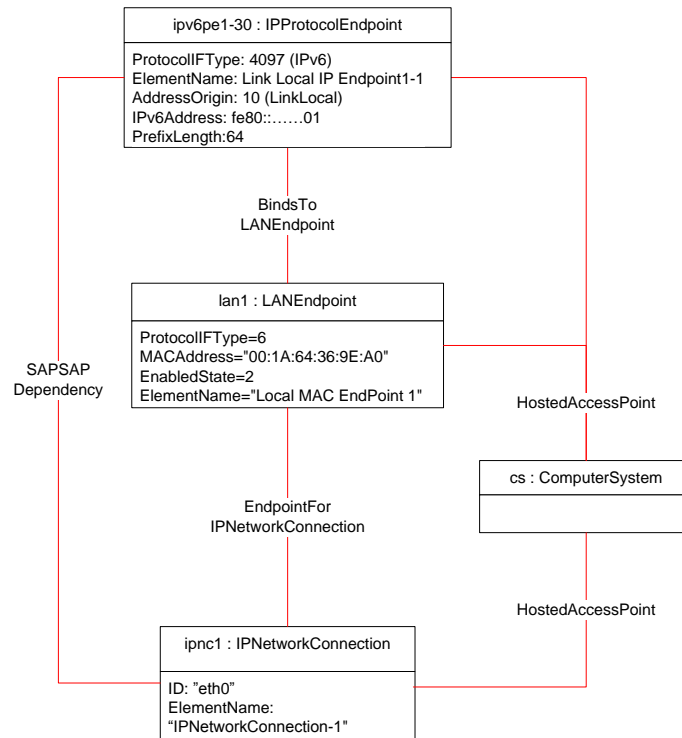 ipv6pe1-30 : IPProtocolEndpoint
ProtocolIFType: 4097 (IPv6)
ElementName: Link Local IP Endpoint1-1
AddressOrigin: 10 (LinkLocal)
IPv6Address: fe80::……01
PrefixLength:64
BindsTo
LANEndpoint
lan1 : LANEndpoint
ProtocolIFType=6
MACAddress="00:1A:64:36:9E:A0"
EnabledState=2
ElementName="Local MAC EndPoint 1"
SAPSAP
Dependency
HostedAccessPoint
cs : ComputerSystem
EndpointFor
IPNetworkConnection
HostedAccessPoint
ipnc1 : IPNetworkConnection
ID: ”eth0”
ElementName:
“IPNetworkConnection-1"